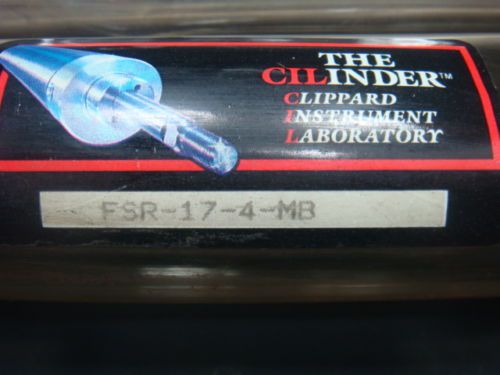 THE
CILINDER™
CLIPPARD
INSTRUMENT
LABORATORY
FSR-17-4-MB